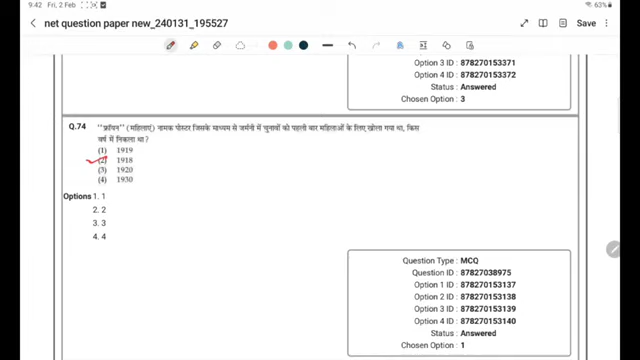 9.42 Fri, 2 Feb
63%
net question paper new_240131_195527
Save
Option 3 ID : 878270153371
Option 4 ID : 878270153372
Status : Answered
Chosen Option : 3
Q.74 ''फ्रॉयन'' (महिलाएं) नामक पोस्टर जिसके माध्यम से जर्मनी में चुनावों को पहली बार महिलाओं के लिए खोला गया था, किस
वर्ष में निकला था?
(1) 1919
(2) 1918
(3) 1920
(4) 1930
Options 1. 1
2. 2
3. 3
4. 4
Question Type : MCQ
Question ID : 87827038975
Option 1 ID : 878270153137
Option 2 ID : 878270153138
Option 3 ID : 878270153139
Option 4 ID : 878270153140
Status : Answered
Chosen Option : 1